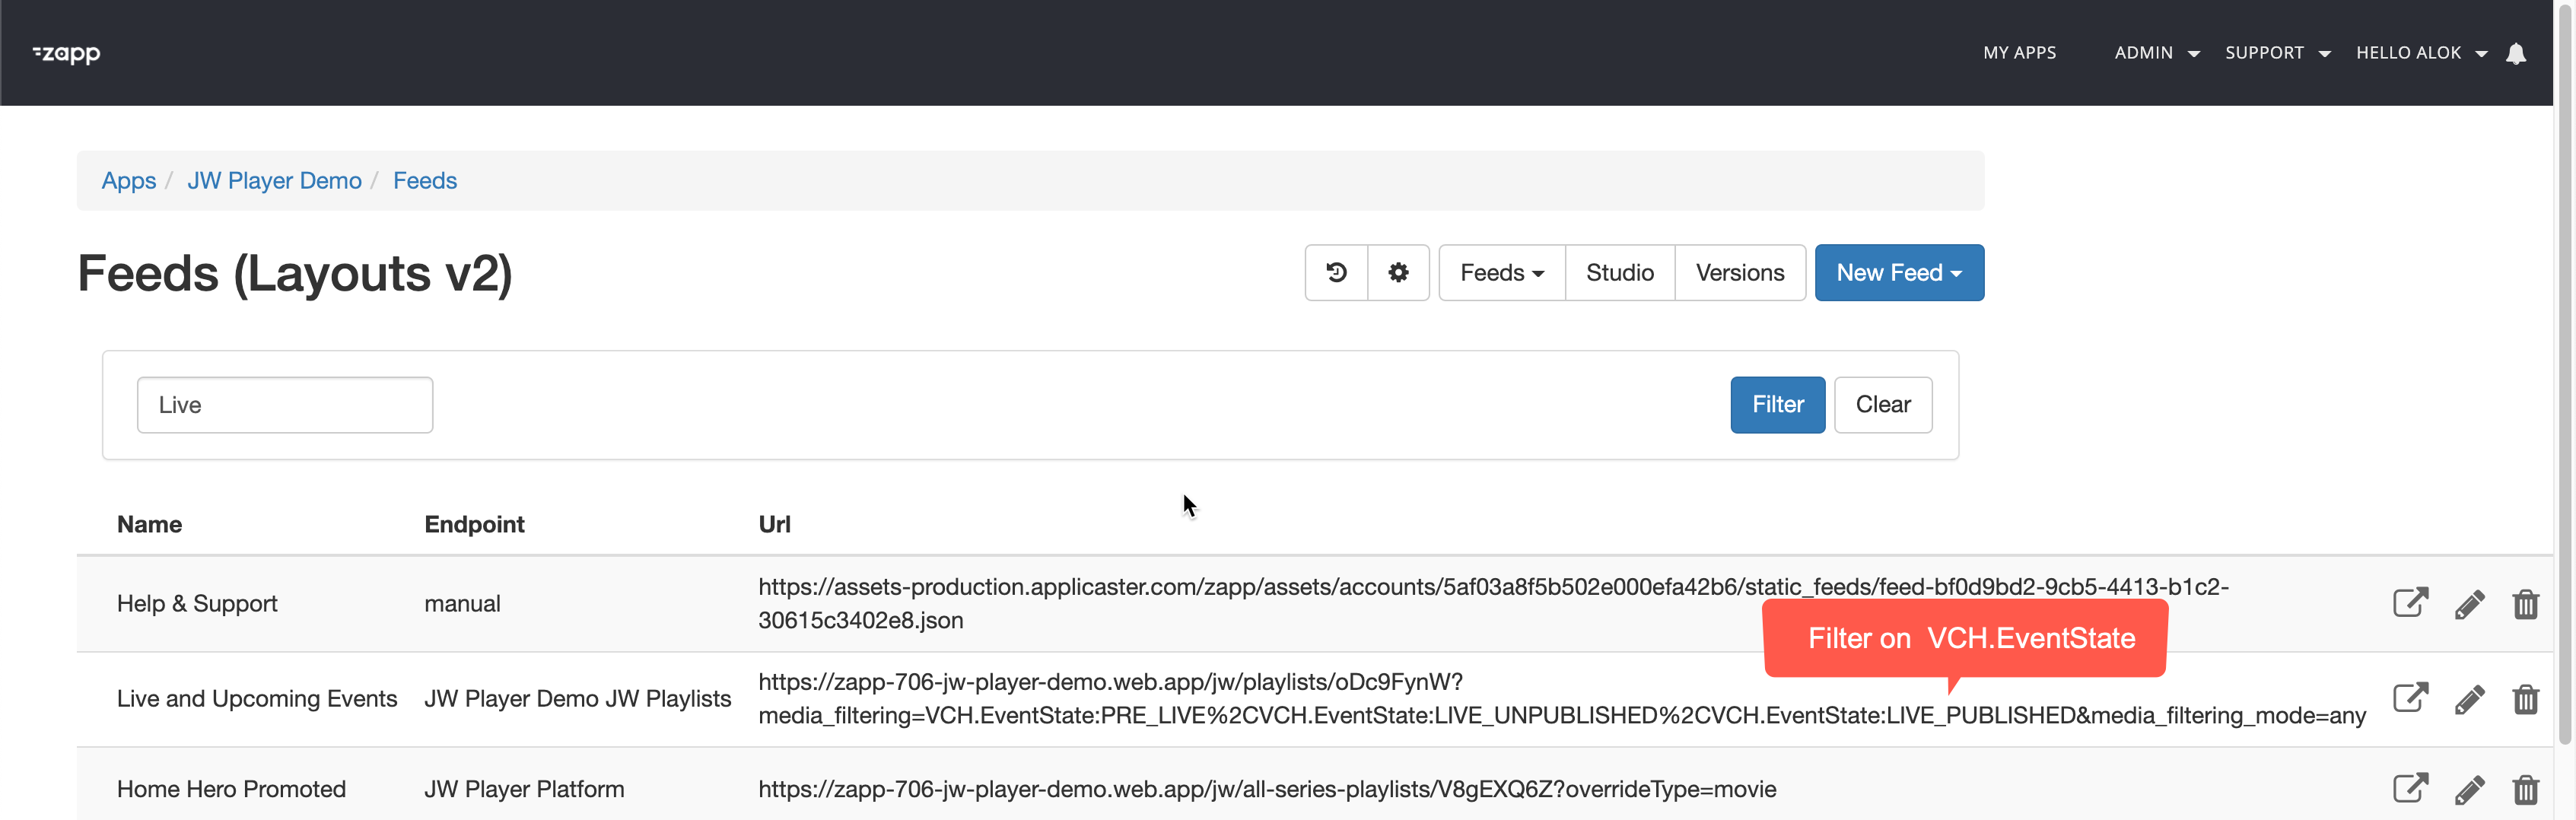 zapp
MY APPS ADMIN SUPPORT HELLO ALOK
Apps / JW Player Demo / Feeds
Feeds (Layouts v2)
Feeds Studio Versions New Feed
Live
Filter Clear
Name Endpoint Url
Help & Support manual https://assets-production.applicaster.com/zapp/assets/accounts/5af03a8f5b502e000efa42b6/static_feeds/feed-bf0d9bd2-9cb5-4413-b1c2-
30615c3402e8.json
Filter on VCH.EventState
Live and Upcoming Events JW Player Demo JW Playlists https://zapp-706-jw-player-demo.web.app/jw/playlists/oDc9FynW?
media_filtering=VCH.EventState:PRE_LIVE%2CVCH.EventState:LIVE_UNPUBLISHED%2CVCH.EventState:LIVE_PUBLISHED&media_filtering_mode=any
Home Hero Promoted JW Player Platform https://zapp-706-jw-player-demo.web.app/jw/all-series-playlists/V8gEXQ6Z?overrideType=movie